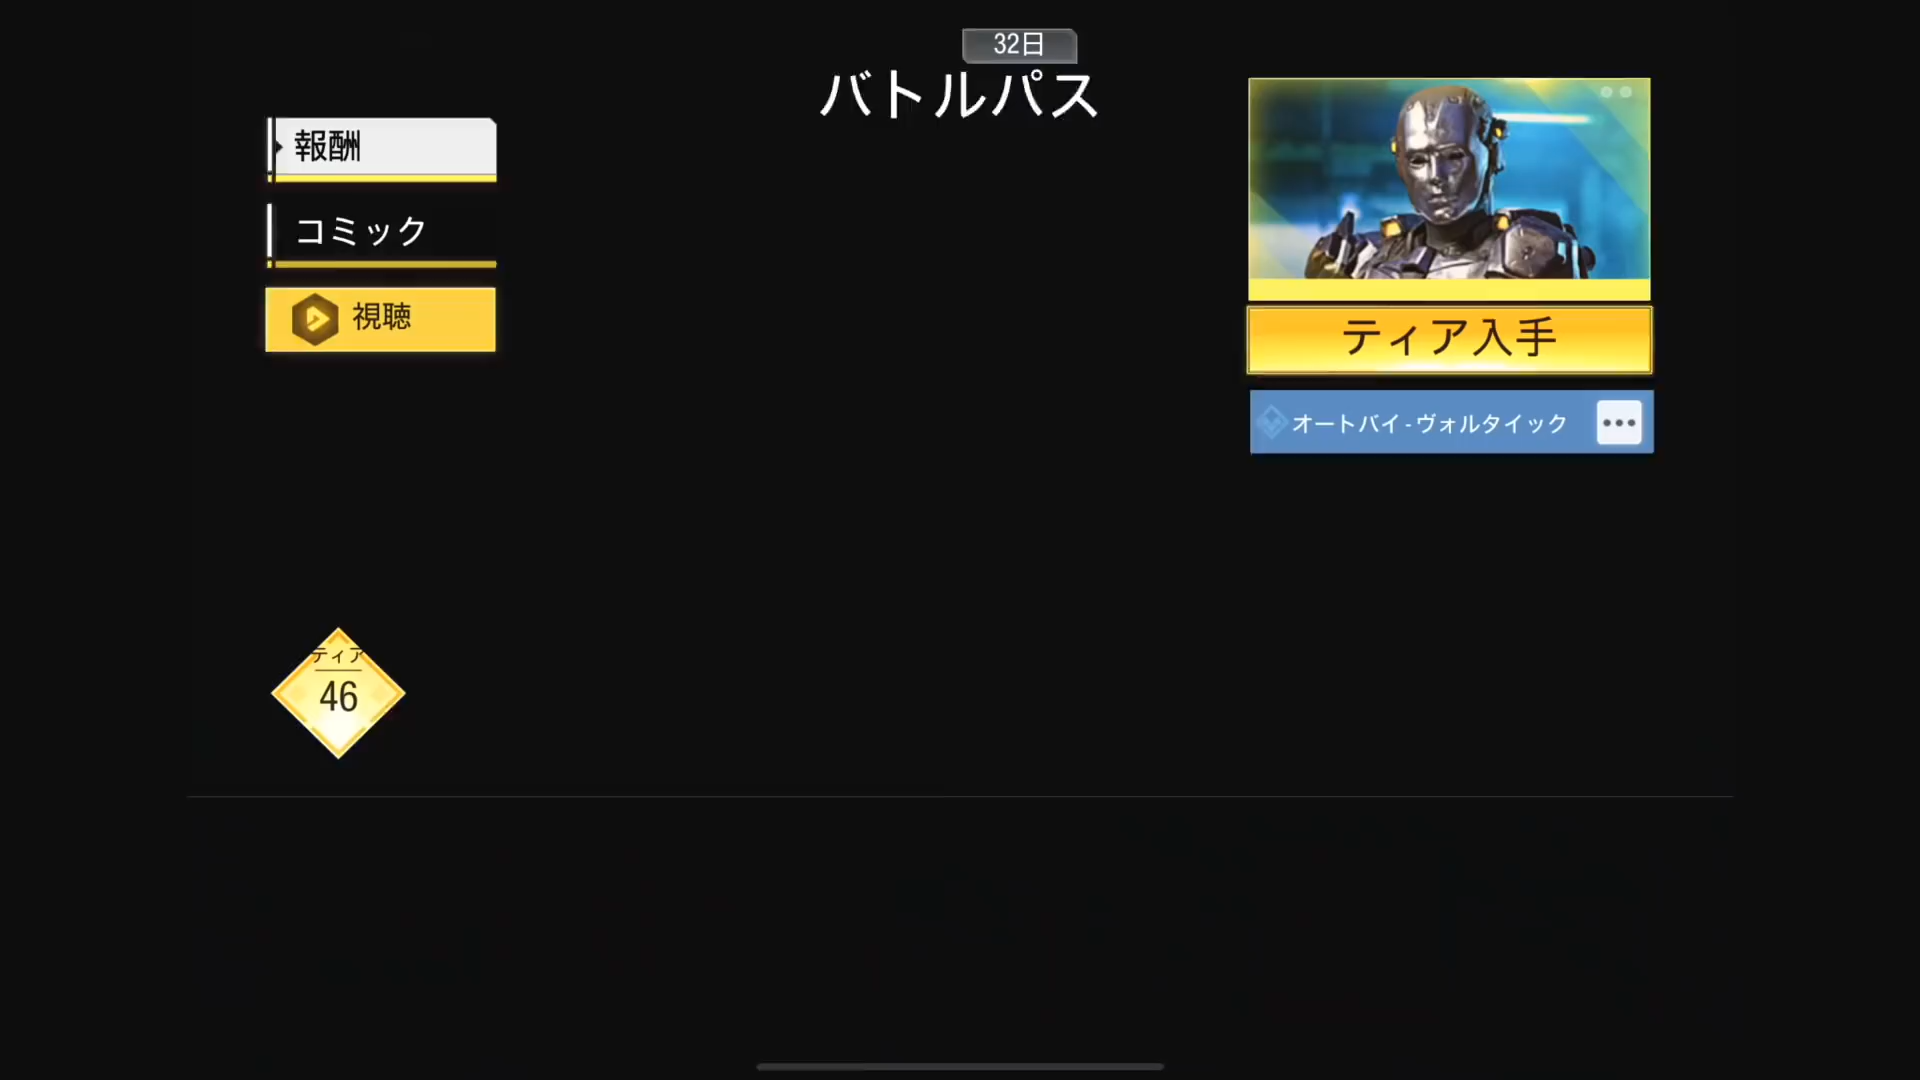 32日
バトルパス
報酬
コミック
視聴
ティア入手
オートバイ - ヴォルタイック
ティア
46